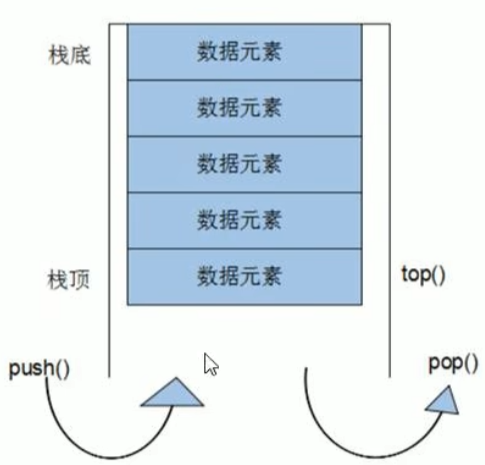 栈底
数据元素
数据元素
数据元素
数据元素
栈顶
数据元素
top()
push()
pop()